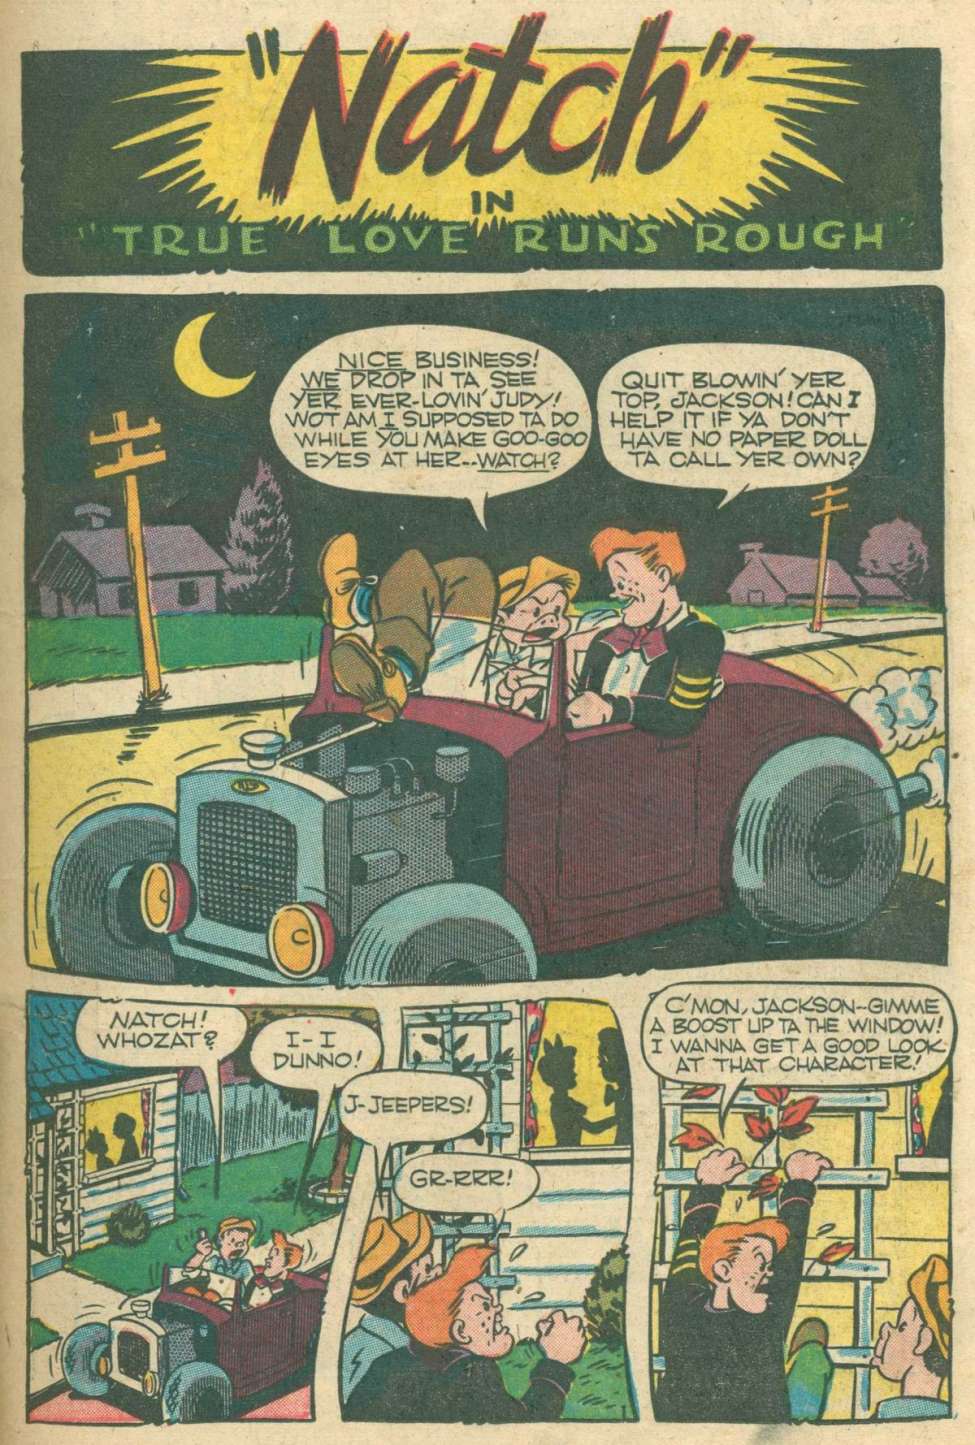 "Natch"
IN
"TRUE LOVE RUNS ROUGH"
NICE BUSINESS!
WE DROP IN TA SEE
YER EVER-LOVIN' JUDY!
WOT AM I SUPPOSED TA DO
WHILE YOU MAKE GOO-GOO
EYES AT HER--WATCH?
QUIT BLOWIN' YER
TOP, JACKSON! CAN I
HELP IT IF YA DON'T
HAVE NO PAPER DOLL
TA CALL YER OWN?
NATCH!
WHOZAT?
I-I
DUNNO!
J-JEEPERS!
GR-RRR!
C'MON, JACKSON--GIMME
A BOOST UP TA THE WINDOW!
I WANNA GET A GOOD LOOK
AT THAT CHARACTER!